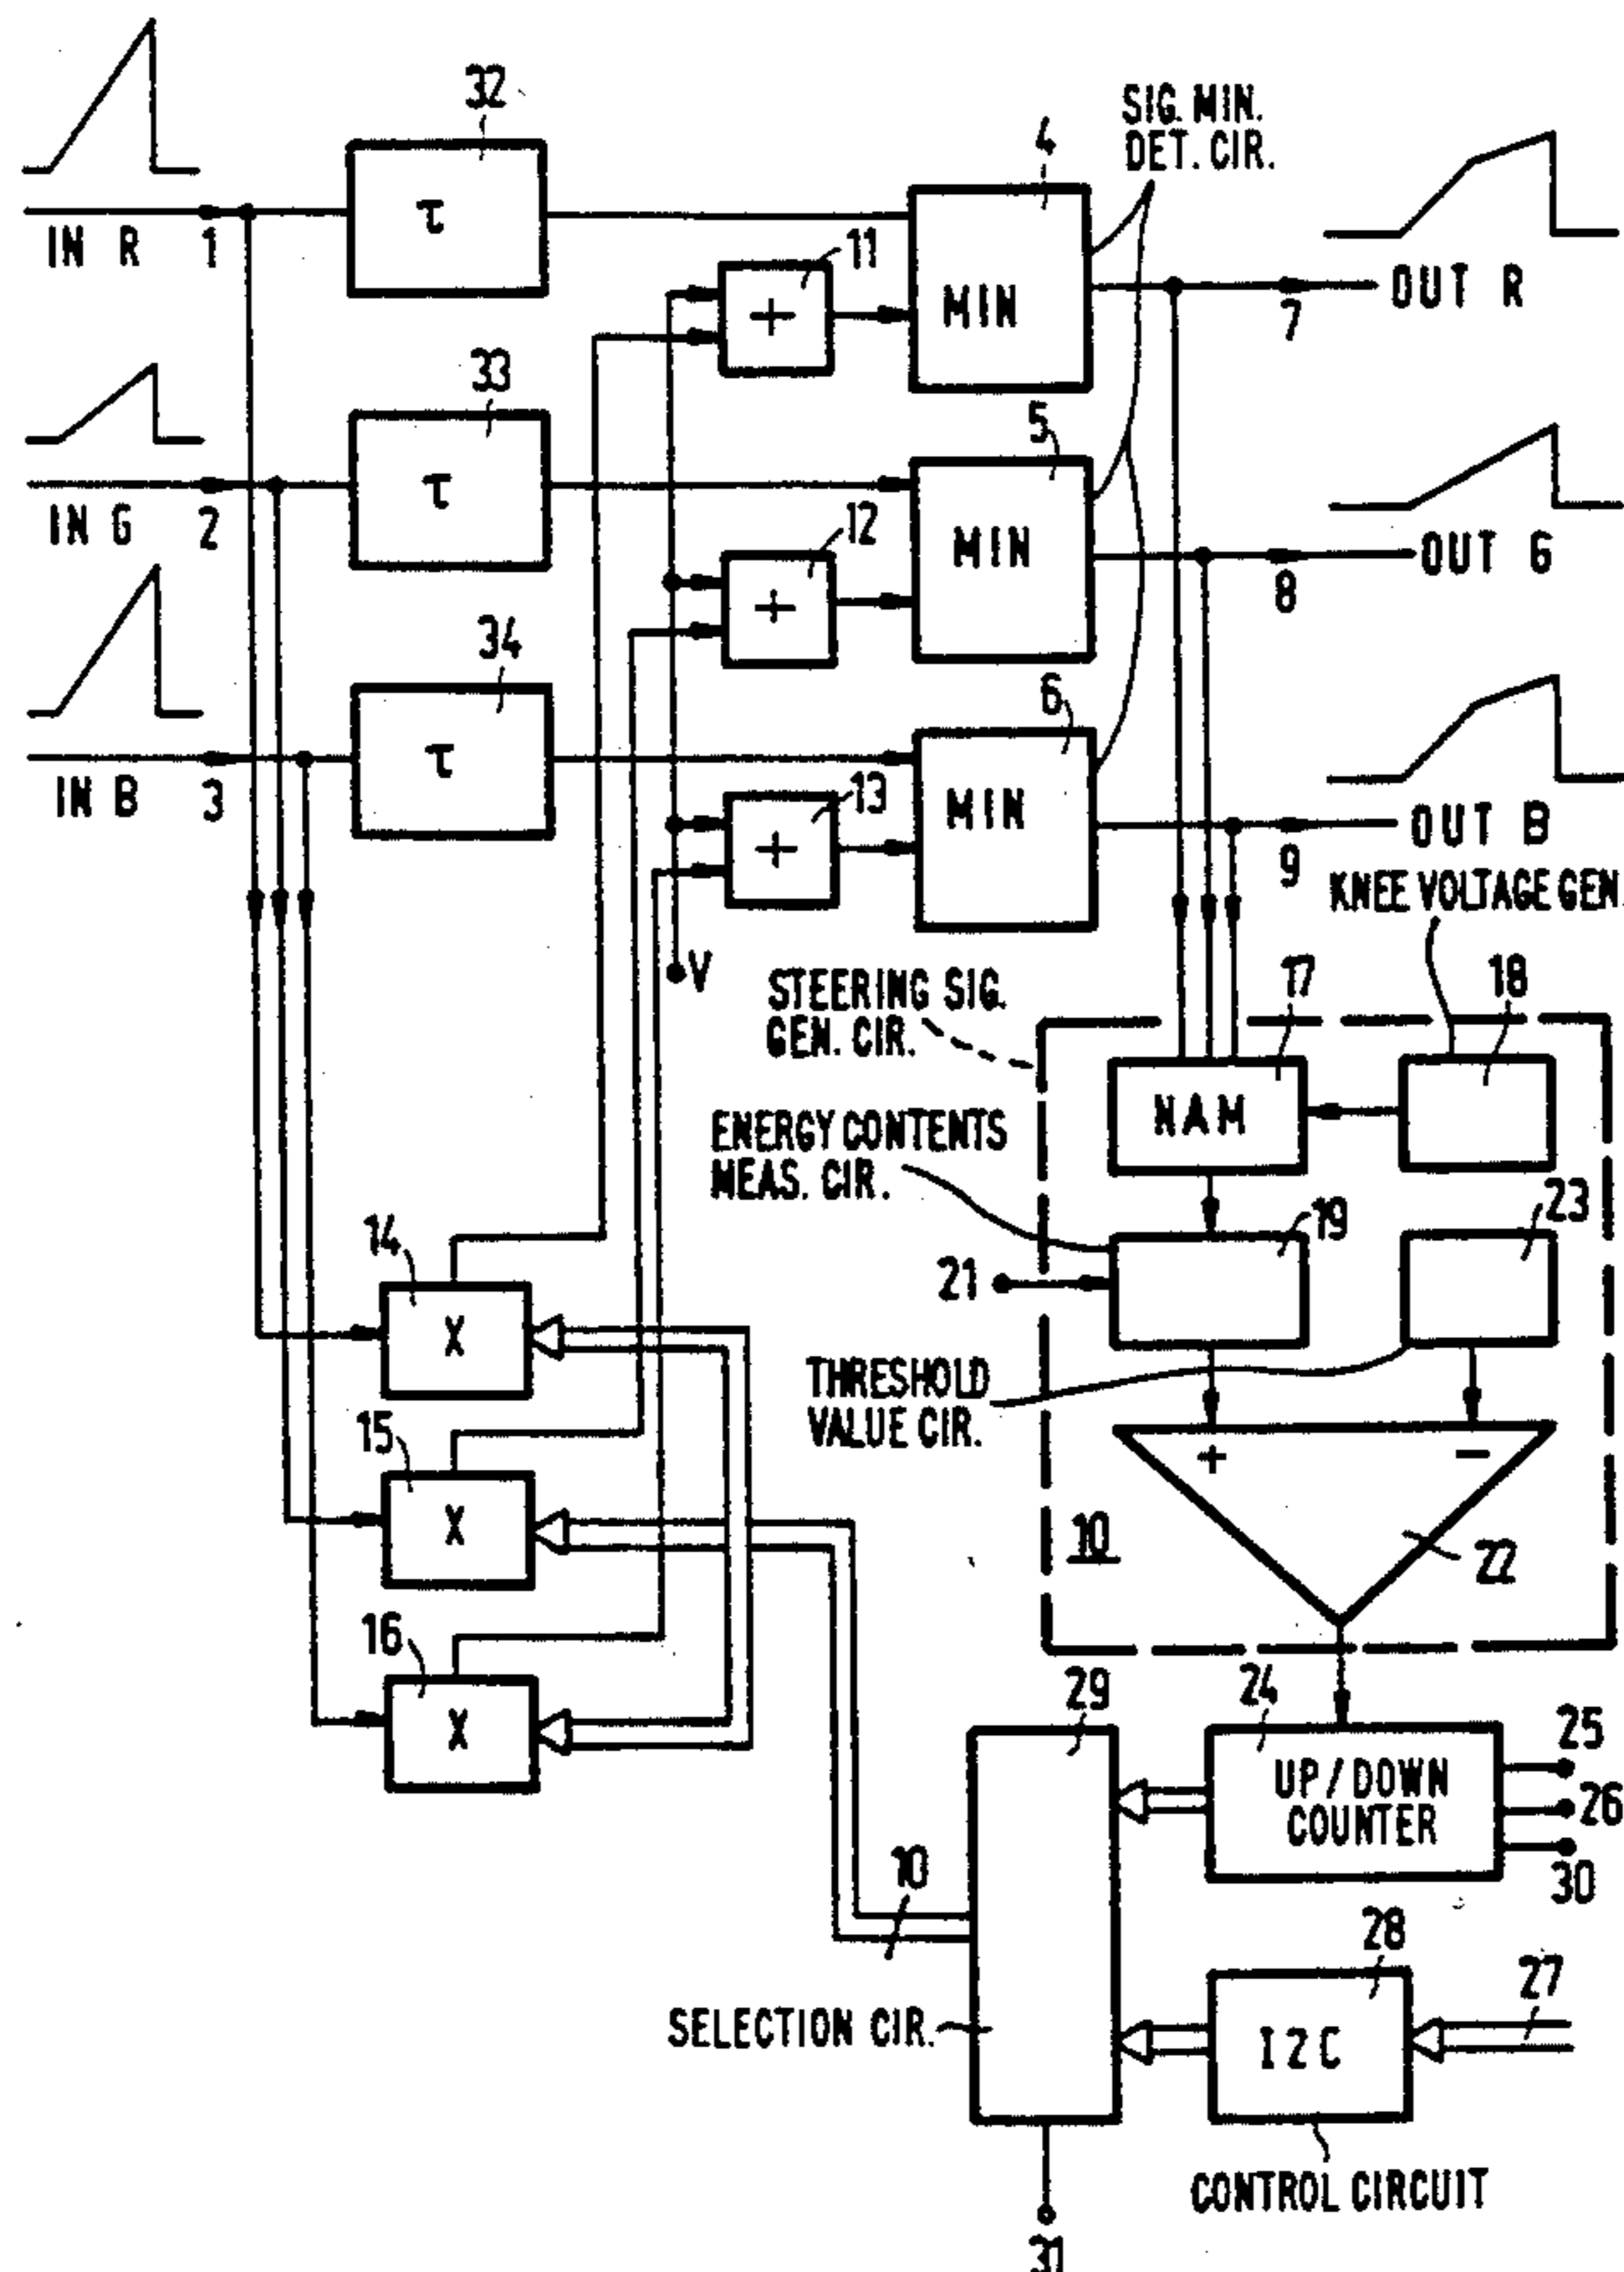 32
SIG. MIN.
DET. CIR.
4
τ
IN R
1
11
+
MIN
OUT R
7
33
5
τ
IN G
2
12
+
MIN
OUT G
8
34
6
τ
IN B
3
13
+
MIN
OUT B
9
KNEE VOLTAGE GEN.
V
STEERING SIG.
GEN. CIR.
17
18
NAM
ENERGY CONTENTS
MEAS. CIR.
19
23
21
14
X
THRESHOLD
VALUE CIR.
+
−
15
X
10
22
16
X
29
24
25
UP/DOWN
COUNTER
26
30
10
28
27
I2C
SELECTION CIR.
CONTROL CIRCUIT
31